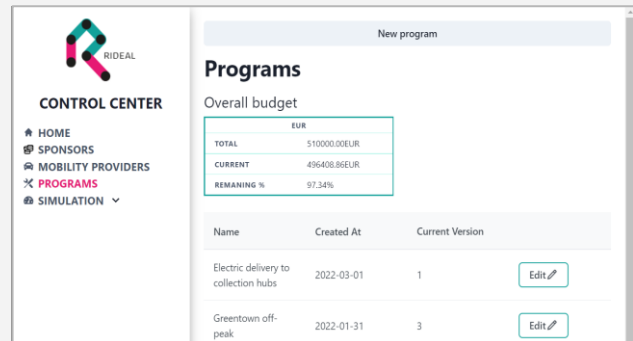 RIDEAL
CONTROL CENTER
HOME
SPONSORS
MOBILITY PROVIDERS
PROGRAMS
SIMULATION
New program
Programs
Overall budget
EUR
TOTAL 510000.00EUR
CURRENT 496408.86EUR
REMANING % 97.34%
Name Created At Current Version
Electric delivery to
collection hubs 2022-03-01 1 Edit
Greentown off-
peak 2022-01-31 3 Edit